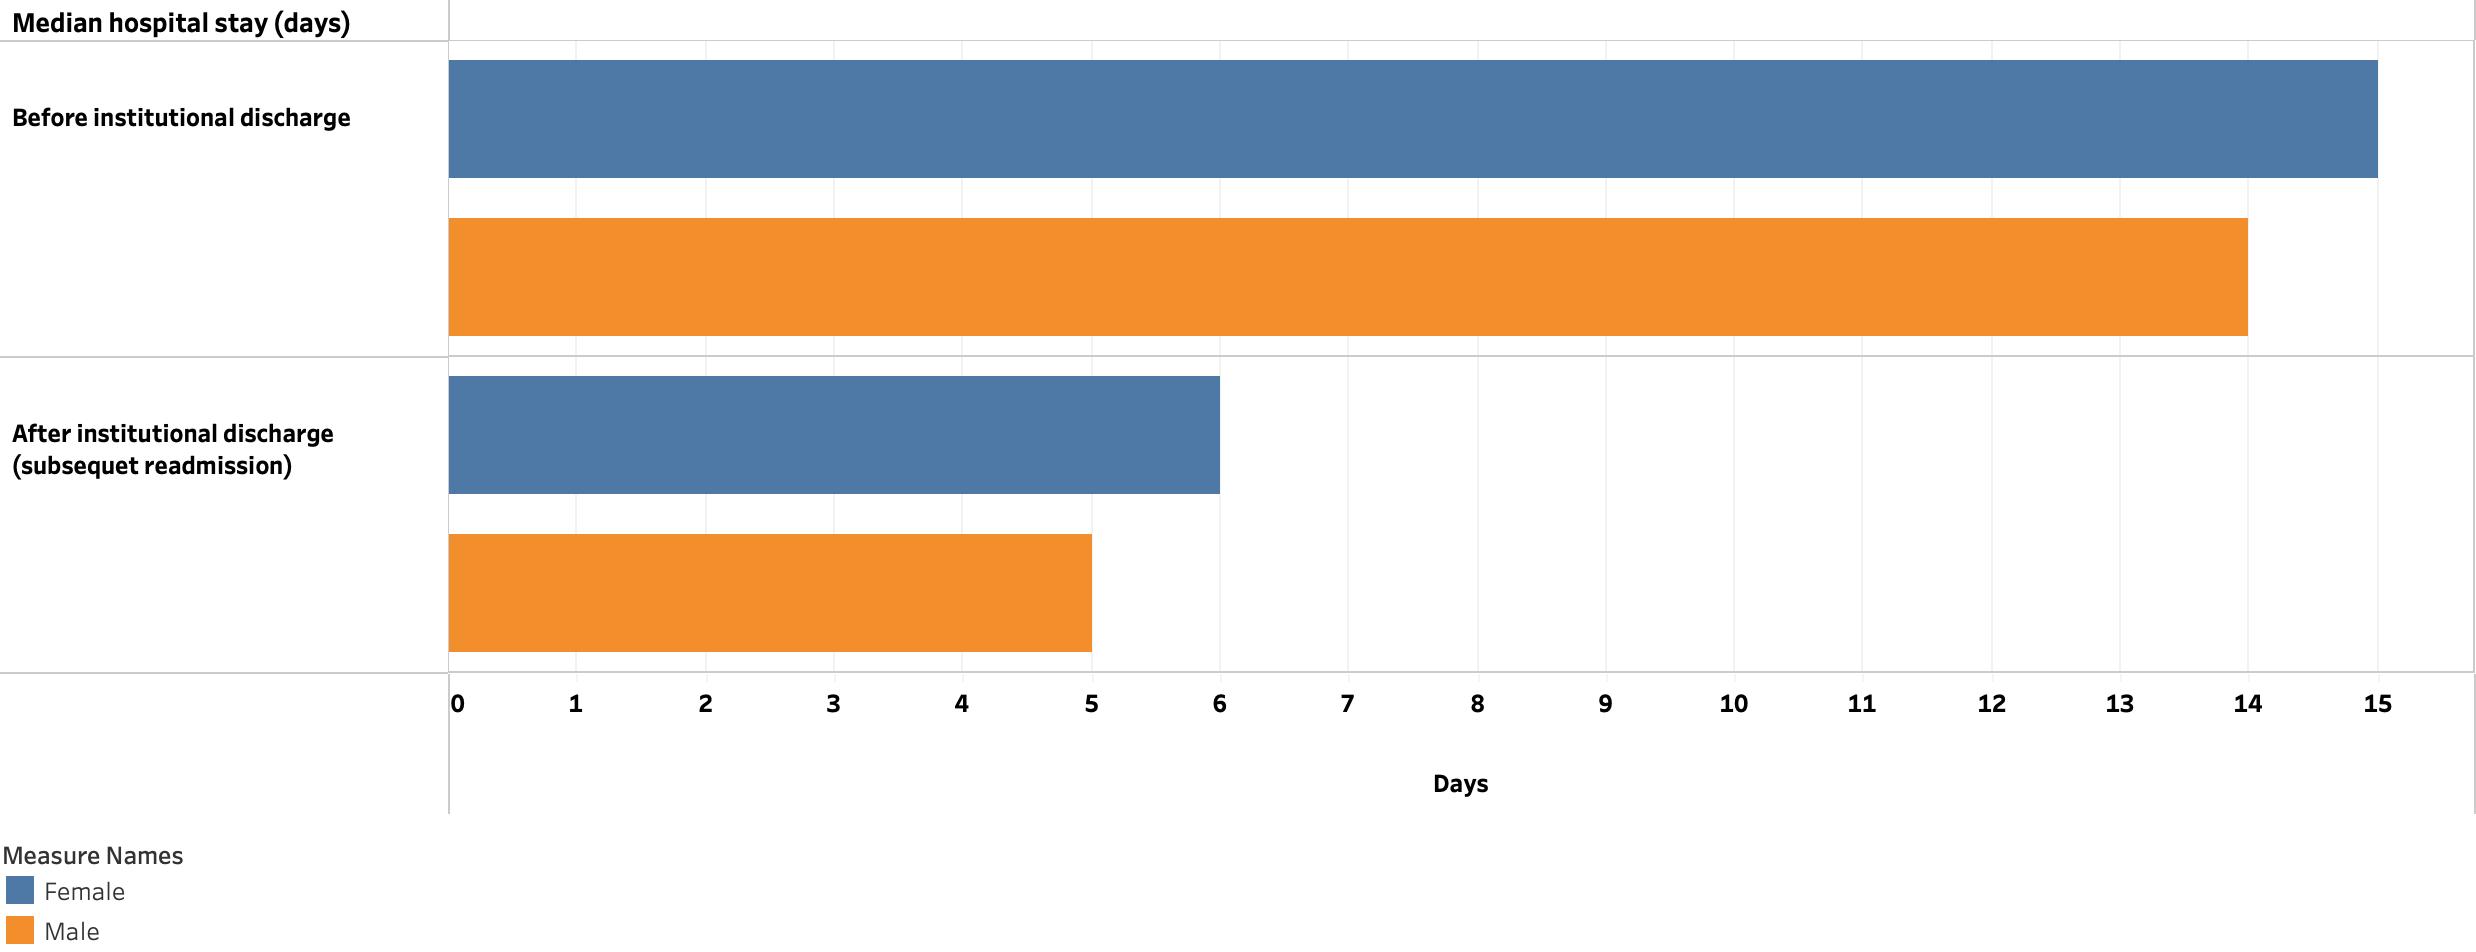 Median hospital stay (days)
Before institutional discharge
After institutional discharge
(subsequet readmission)
0 1 2 3 4 5 6 7 8 9 10 11 12 13 14 15
Days
Measure Names
Female
Male